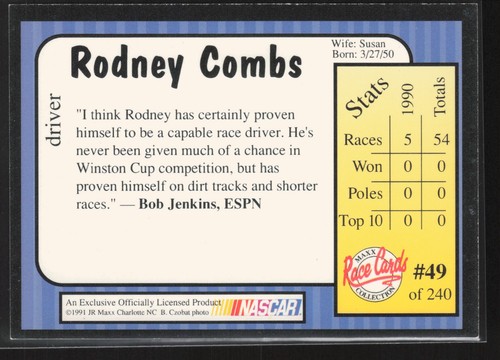 Rodney Combs
driver
"I think Rodney has certainly proven
himself to be a capable race driver. He's
never been given much of a chance in
Winston Cup competition, but has
proven himself on dirt tracks and shorter
races." — Bob Jenkins, ESPN
Wife: Susan
Born: 3/27/50
Stats 1990 Totals
Races 5 54
Won 0 0
Poles 0 0
Top 10 0 0
MAXX
Race Cards
COLLECTION
#49
of 240
An Exclusive Officially Licensed Product
©1991 JR Maxx Charlotte NC B. Czobat photo
NASCAR